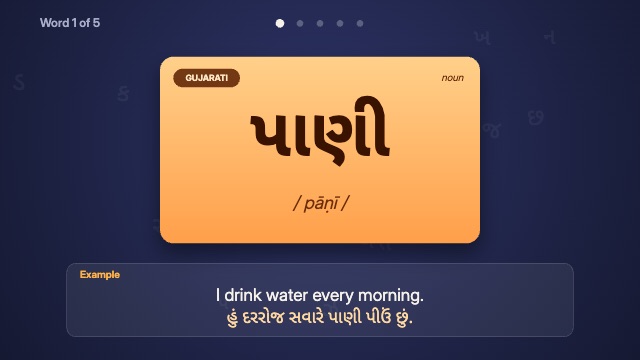 Word 1 of 5
GUJARATI
noun
પાણી
/ pāṇī /
Example
I drink water every morning.
હું દરરોજ સવારે પાણી પીઉં છું.
ખ
ન
ડ
ક
છ
જ